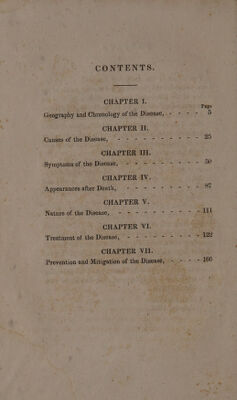 CONTENTS.
CHAPTER I.
Page
Geography and Chronology of the Disease, - - - - 5
CHAPTER II.
Causes of the Disease, - - - - - - - - - 25
CHAPTER III.
Symptoms of the Disease, - - - - - - - - 50
CHAPTER IV.
Appearances after Death, - - - - - - - - 87
CHAPTER V.
Nature of the Disease, - - - - - - - - - 111
CHAPTER VI.
Treatment of the Disease, - - - - - - - - 122
CHAPTER VII.
Prevention and Mitigation of the Disease, - - - - 166